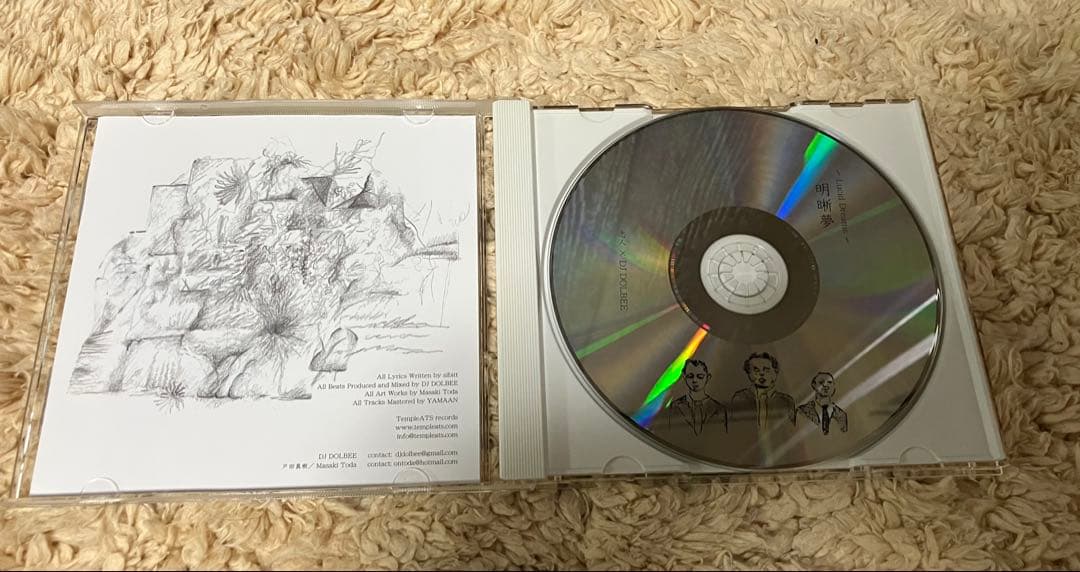 All Lyrics Written by sibitt
All Beats Produced and Mixed by DJ DOLBEE
All Art Works by Masaki Toda
All Tracks Mastered by YAMAAN
TempleATS records
www.templeats.com
info@templeats.com
DJ DOLBEE contact: djdolbee@gmail.com
戸田真樹／Masaki Toda contact: ontoda@hotmail.com
~ Lucid Dreams ~
明晰夢
× DJ DOLBEE